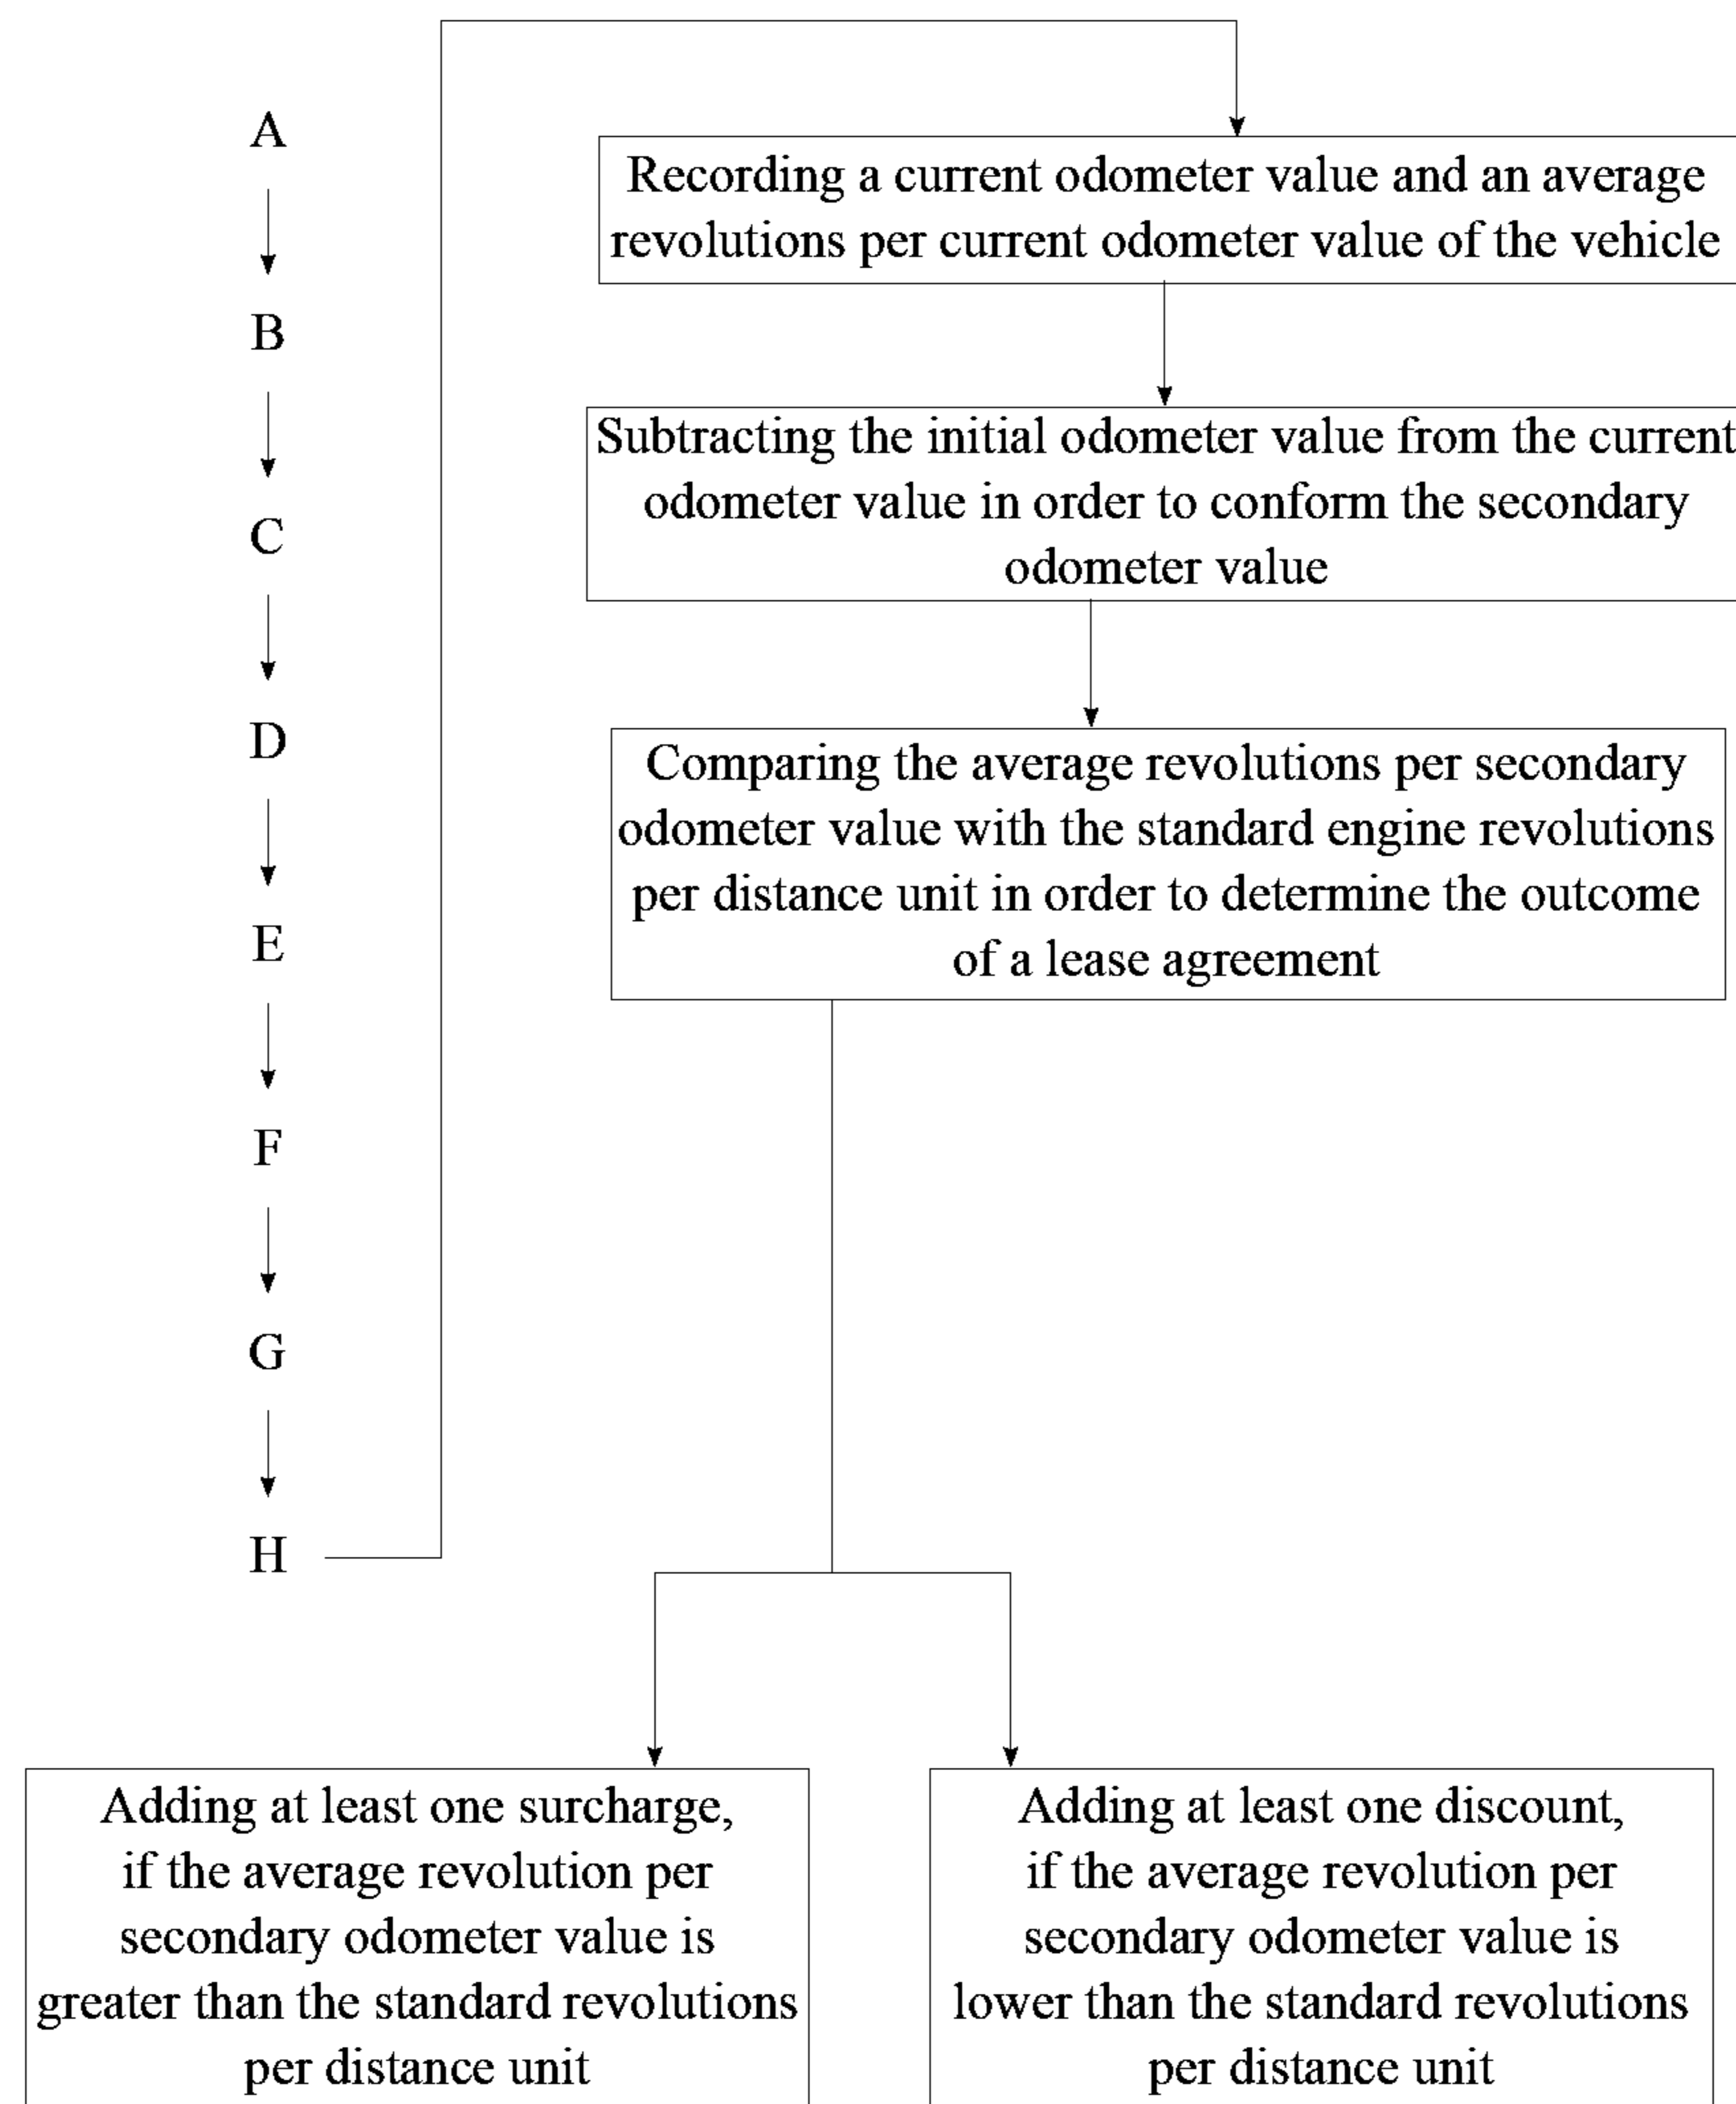 A
B
C
D
E
F
G
H
Recording a current odometer value and an average
revolutions per current odometer value of the vehicle
Subtracting the initial odometer value from the current
odometer value in order to conform the secondary
odometer value
Comparing the average revolutions per secondary
odometer value with the standard engine revolutions
per distance unit in order to determine the outcome
of a lease agreement
Adding at least one surcharge,
if the average revolution per
secondary odometer value is
greater than the standard revolutions
per distance unit
Adding at least one discount,
if the average revolution per
secondary odometer value is
lower than the standard revolutions
per distance unit